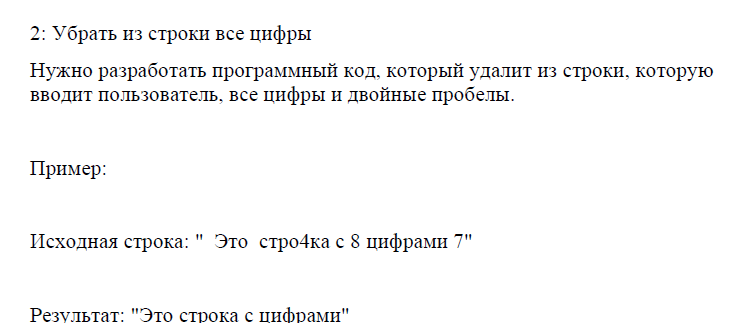 2: Убрать из строки все цифры
Нужно разработать программный код, который удалит из строки, которую
вводит пользователь, все цифры и двойные пробелы.
Пример:
Исходная строка: "  Это  стро4ка с 8 цифрами 7"
Результат: "Это строка с цифрами"